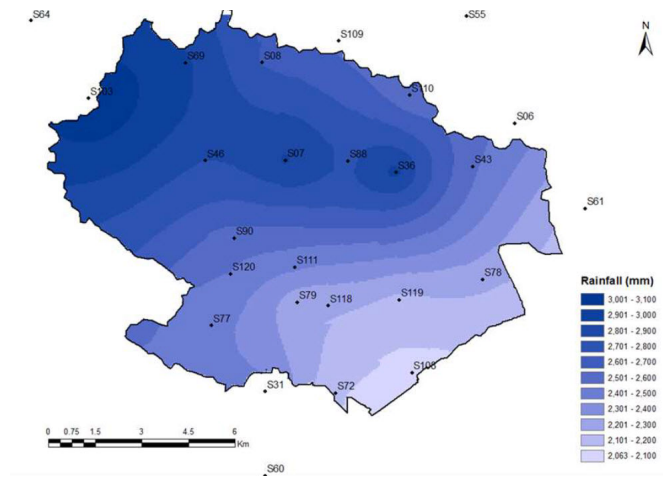 S64
S55
S109
N
S69
S08
S110
S06
S46
S07
S88
S36
S43
S61
S90
S111
S120
S78
S79
S118
S119
S77
S31
S72
S60
Rainfall (mm)
3,001 - 3,100
2,901 - 3,000
2,801 - 2,900
2,701 - 2,800
2,601 - 2,700
2,501 - 2,600
2,401 - 2,500
2,301 - 2,400
2,201 - 2,300
2,101 - 2,200
2,063 - 2,100
0 0.75 1.5 3 4.5 6
Km